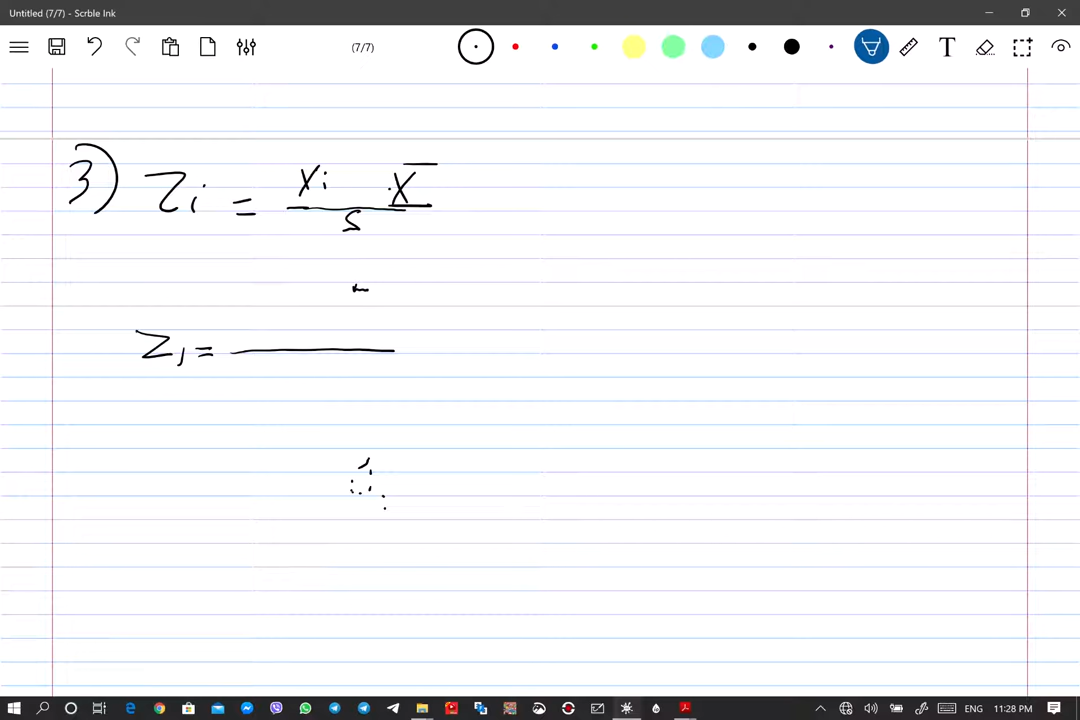 Untitled (7/7) - Scrble Ink
(7/7)
T
3) Zi = Xi X̅ / s
Z1 =
ENG 11:28 PM